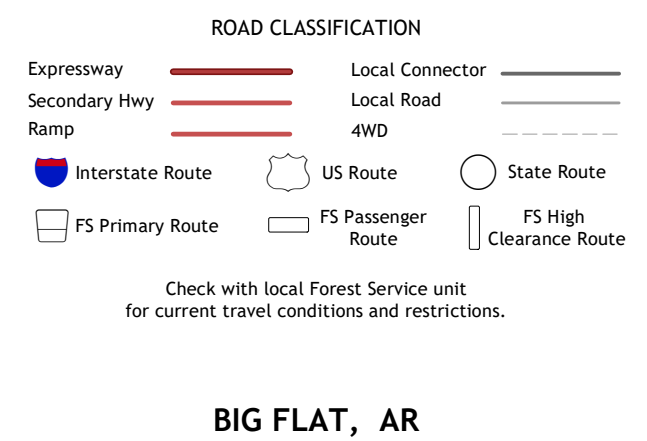 ROAD CLASSIFICATION
Expressway
Local Connector
Secondary Hwy
Local Road
Ramp
4WD
Interstate Route
US Route
State Route
FS Primary Route
FS Passenger
Route
FS High
Clearance Route
Check with local Forest Service unit
for current travel conditions and restrictions.
BIG FLAT, AR